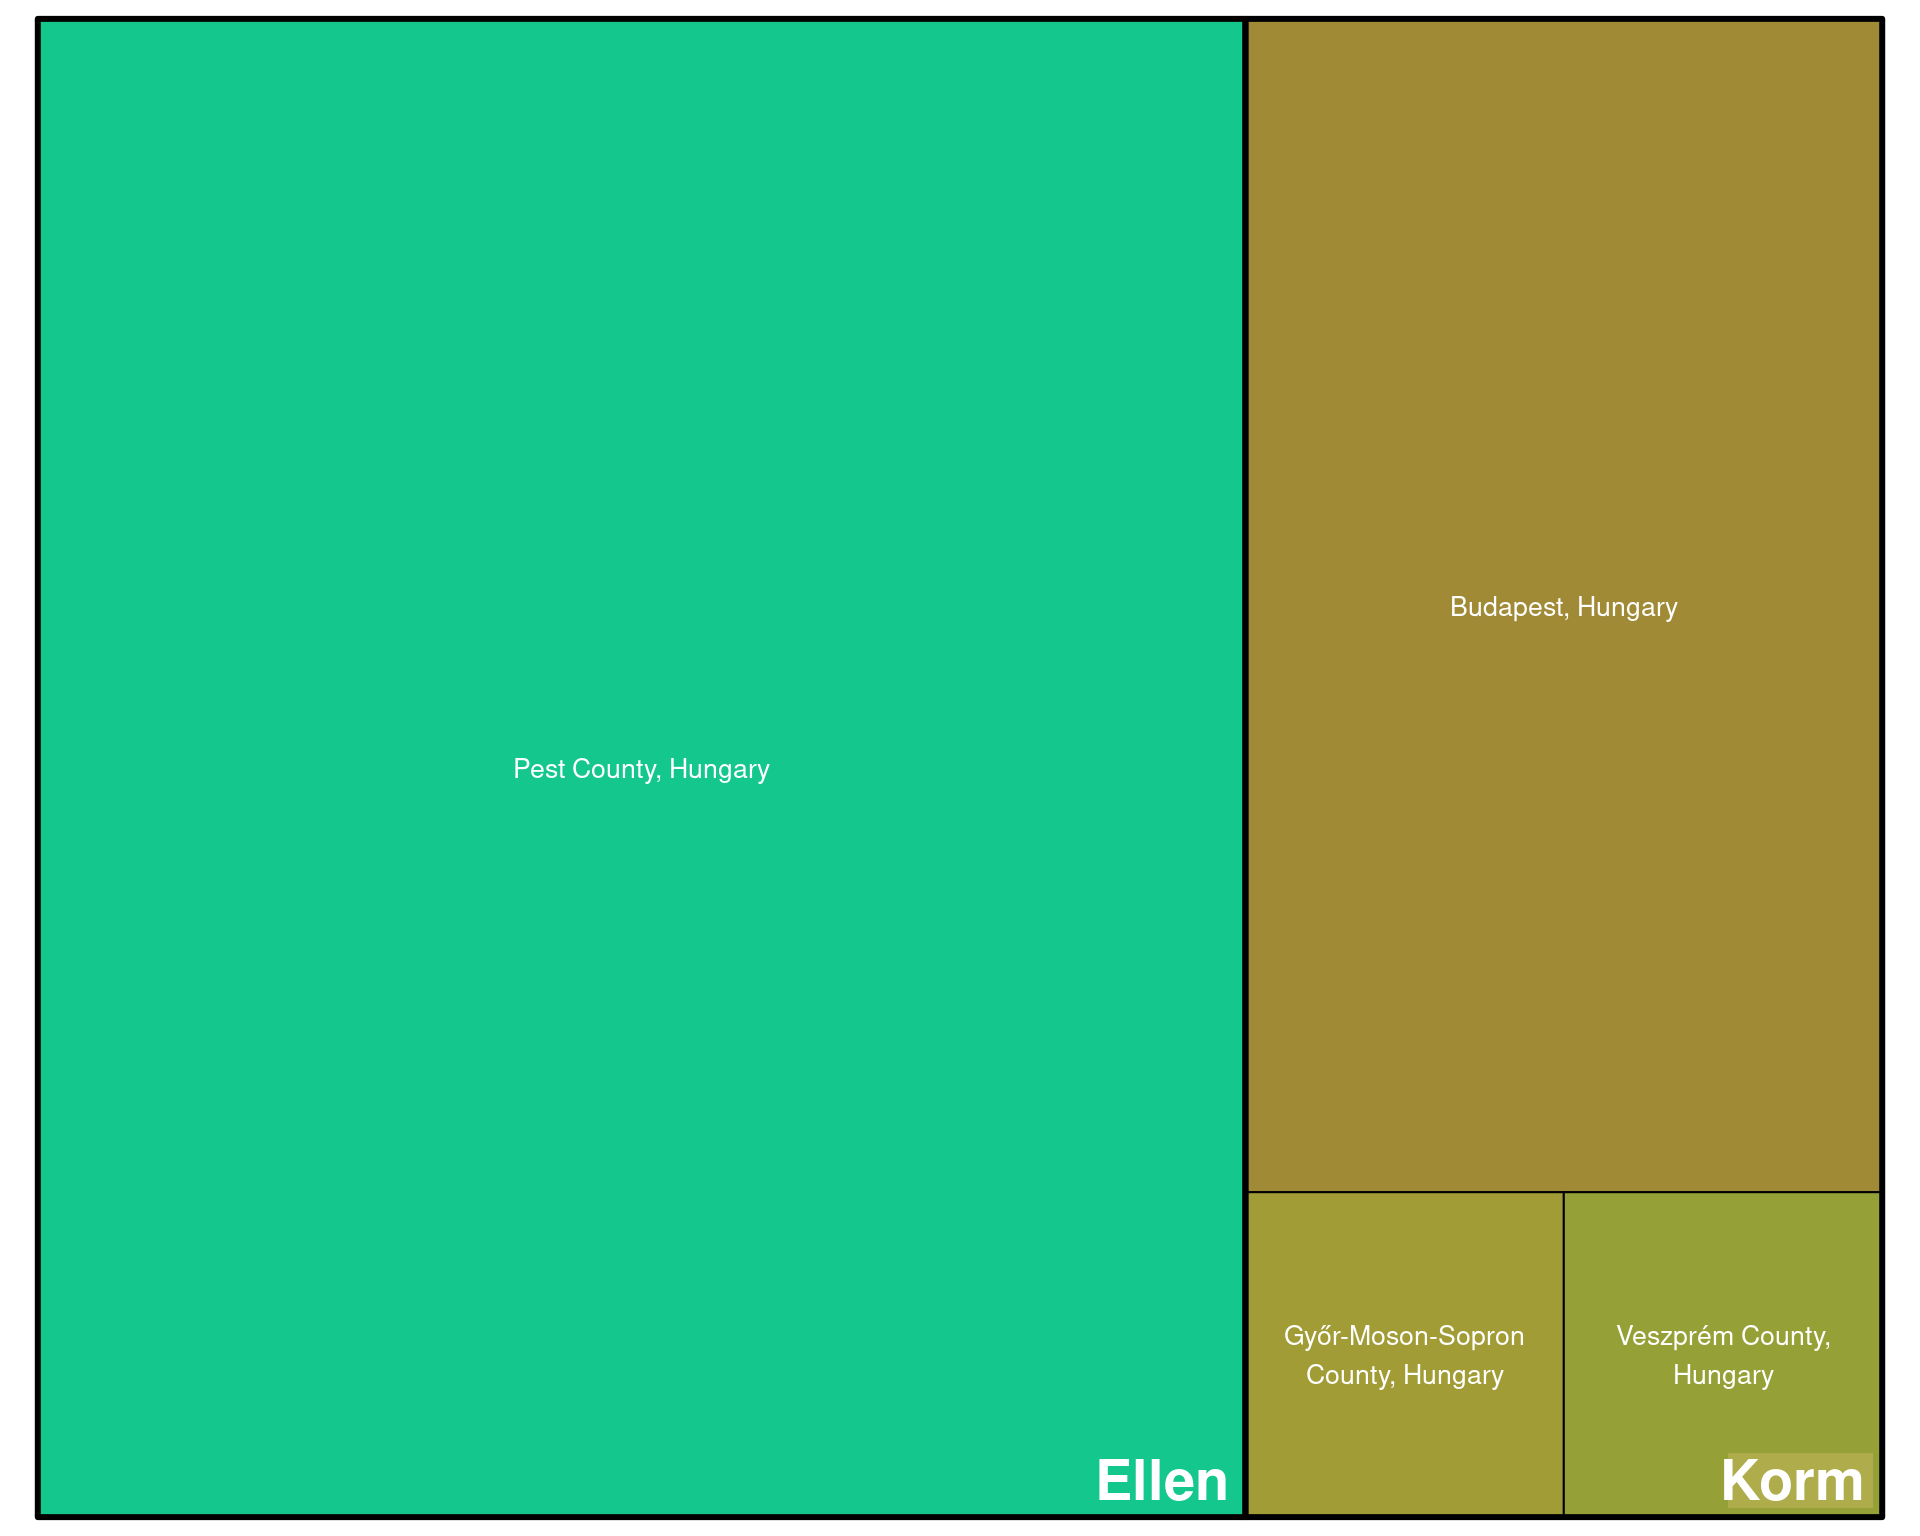 Budapest, Hungary
Pest County, Hungary
Győr-Moson-Sopron
County, Hungary
Veszprém County,
Hungary
Ellen
Korm